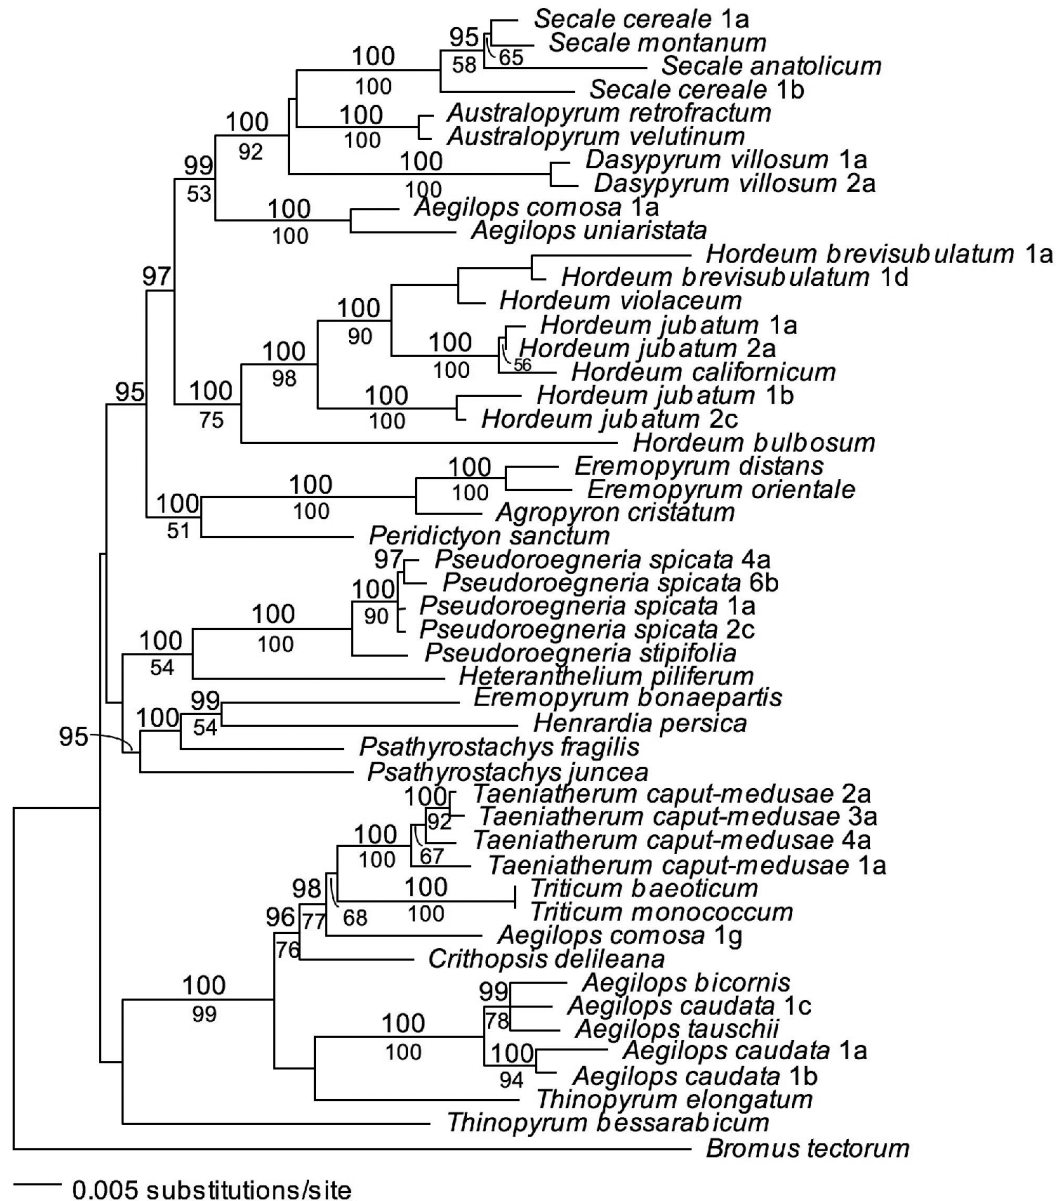 Secale cereale 1a
95
Secale montanum
58
65
100
Secale anatolicum
100
Secale cereale 1b
100
Australopyrum retrofractum
100
100
Australopyrum velutinum
92
100
Dasypyrum villosum 1a
99
100
Dasypyrum villosum 2a
53
100
Aegilops comosa 1a
100
Aegilops uniaristata
Hordeum brevisubulatum 1a
97
Hordeum brevisubulatum 1d
100
Hordeum violaceum
90
Hordeum jubatum 1a
100
100
Hordeum jubatum 2a
98
100
56
Hordeum californicum
95
100
100
Hordeum jubatum 1b
75
100
Hordeum jubatum 2c
Hordeum bulbosum
100
Eremopyrum distans
100
100
Eremopyrum orientale
100
100
Agropyron cristatum
51
Peridictyon sanctum
97
Pseudoroegneria spicata 4a
100
Pseudoroegneria spicata 6b
100
90
Pseudoroegneria spicata 1a
100
Pseudoroegneria spicata 2c
100
Pseudoroegneria stipifolia
54
Heteranthelium piliferum
99
Eremopyrum bonaepartis
95
100
54
Henrardia persica
Psathyrostachys fragilis
Psathyrostachys juncea
100
Taeniatherum caput-medusae 2a
92
Taeniatherum caput-medusae 3a
100
Taeniatherum caput-medusae 4a
100
67
Taeniatherum caput-medusae 1a
98
100
Triticum baeoticum
96
77
68
100
Triticum monococcum
76
Aegilops comosa 1g
Crithopsis delileana
100
99
Aegilops bicornis
99
78
Aegilops caudata 1c
100
Aegilops tauschii
100
100
Aegilops caudata 1a
94
Aegilops caudata 1b
Thinopyrum elongatum
Thinopyrum bessarabicum
Bromus tectorum
0.005 substitutions/site